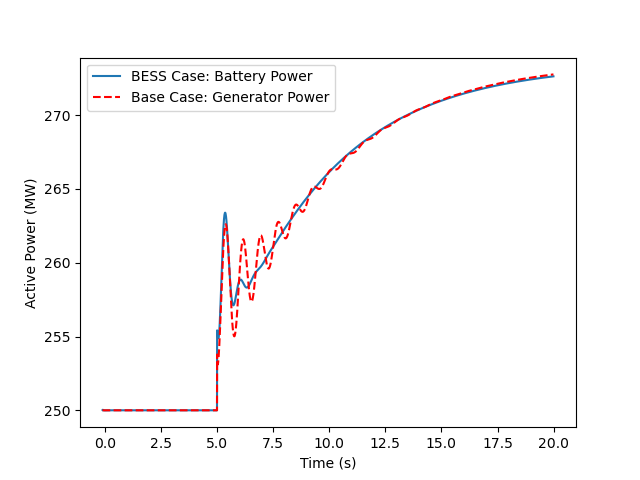 BESS Case: Battery Power
Base Case: Generator Power
Active Power (MW)
270
265
260
255
250
0.0 2.5 5.0 7.5 10.0 12.5 15.0 17.5 20.0
Time (s)